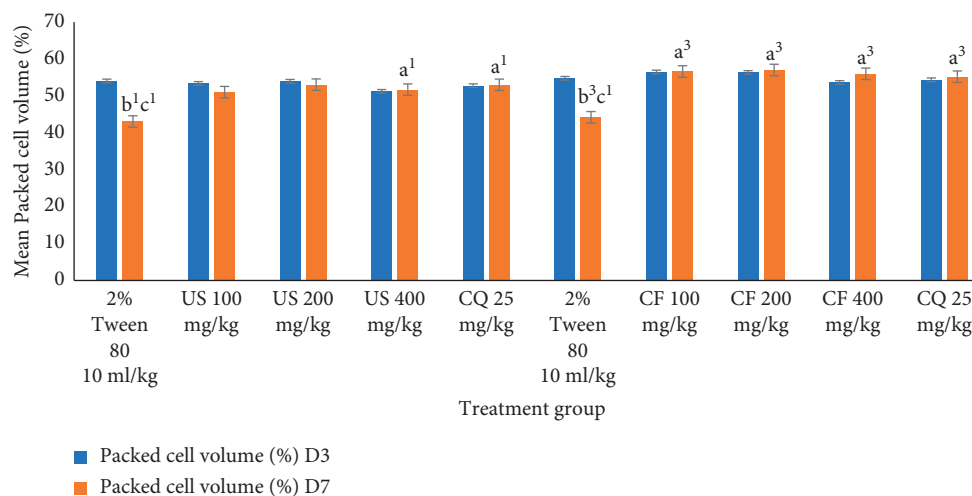 Mean Packed cell volume (%)
70
60
50
40
30
20
10
0
b¹c¹
a¹
a¹
b³c¹
a³
a³
a³
a³
2%
Tween
80
10 ml/kg
US 100
mg/kg
US 200
mg/kg
US 400
mg/kg
CQ 25
mg/kg
2%
Tween
80
10 ml/kg
CF 100
mg/kg
CF 200
mg/kg
CF 400
mg/kg
CQ 25
mg/kg
Treatment group
Packed cell volume (%) D3
Packed cell volume (%) D7